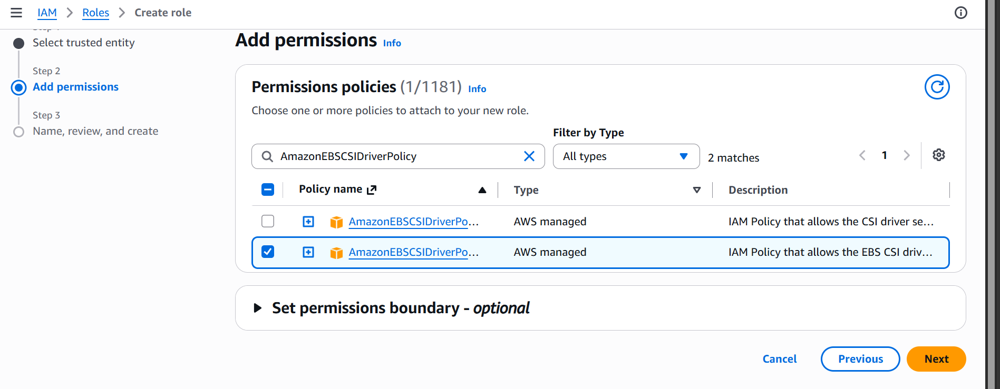 IAM > Roles > Create role
Select trusted entity
Step 2
Add permissions
Step 3
Name, review, and create
Add permissions Info
Permissions policies (1/1181) Info
Choose one or more policies to attach to your new role.
Filter by Type
AmazonEBSCSIDriverPolicy
All types
2 matches
1
Policy name
Type
Description
AmazonEBSCSIDriverPo...
AWS managed
IAM Policy that allows the CSI driver se...
AmazonEBSCSIDriverPo...
AWS managed
IAM Policy that allows the EBS CSI driv...
Set permissions boundary - optional
Cancel
Previous
Next